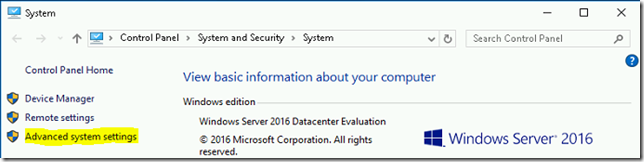 System
Control Panel > System and Security > System
Search Control Panel
Control Panel Home
Device Manager
Remote settings
Advanced system settings
View basic information about your computer
Windows edition
Windows Server 2016 Datacenter Evaluation
© 2016 Microsoft Corporation. All rights
reserved.
Windows Server® 2016